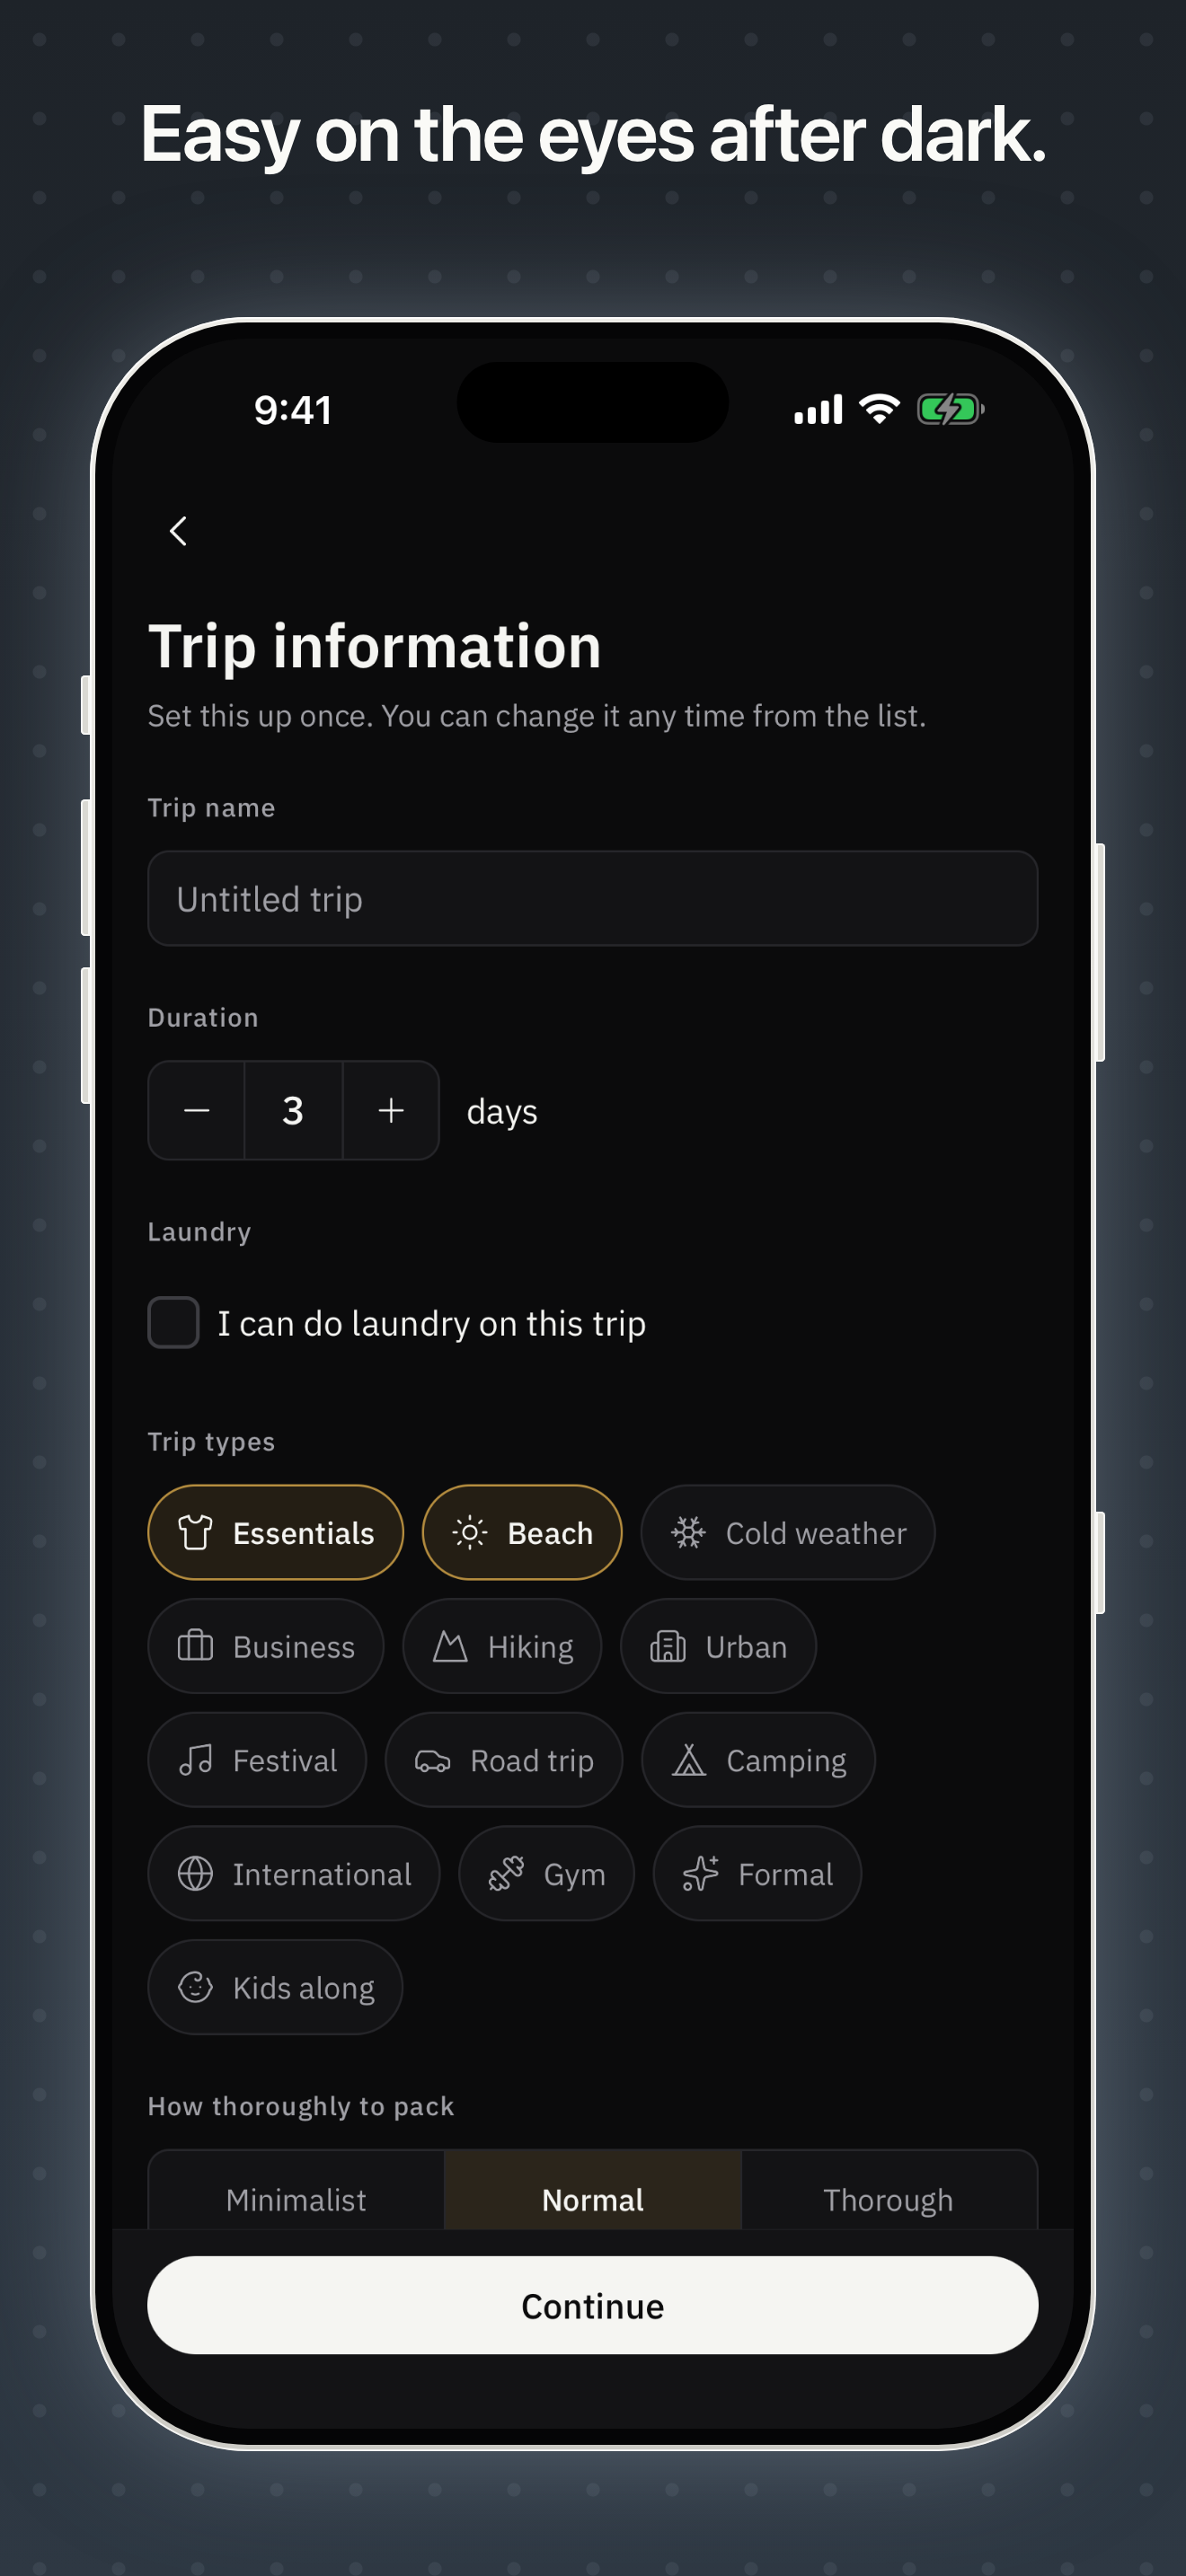 Easy on the eyes after dark.
9:41
Trip information
Set this up once. You can change it any time from the list.
Trip name
Untitled trip
Duration
3
days
Laundry
I can do laundry on this trip
Trip types
Essentials
Beach
Cold weather
Business
Hiking
Urban
Festival
Road trip
Camping
International
Gym
Formal
Kids along
How thoroughly to pack
Minimalist
Normal
Thorough
Continue